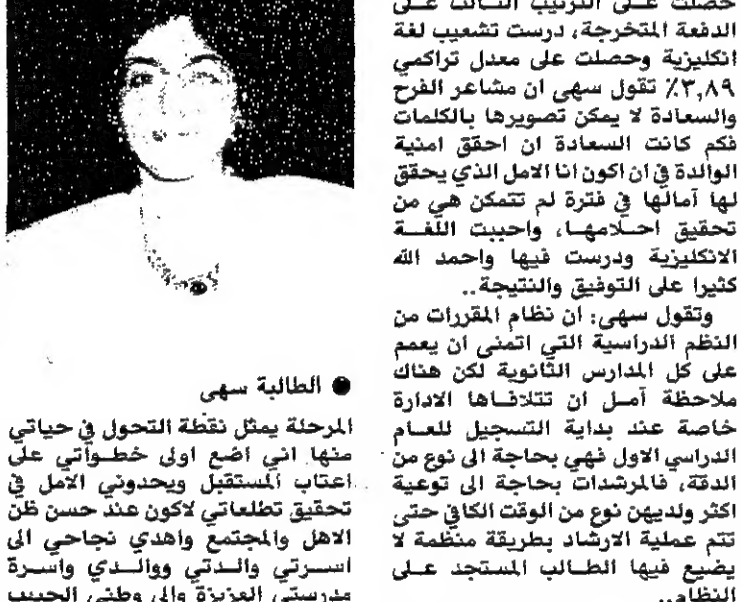 حصلت على الترتيب الثالث على
الدفعة المتخرجة، درست تشعيب لغة
انكليزية وحصلت على معدل تراكمي
٣,٨٩٪ تقول سهى ان مشاعر الفرح
والسعادة لا يمكن تصويرها بالكلمات
فكم كانت السعادة ان احقق امنية
الوالدة في ان اكون انا الامل الذي يحقق
لها آمالها في فترة لم تتمكن هي من
تحقيق احلامها، واحببت اللغة
الانكليزية ودرست فيها واحمد الله
كثيرا على التوفيق والنتيجة..
وتقول سهى: ان نظام المقررات من
النظم الدراسية التي اتمنى ان يعمم
على كل المدارس الثانوية لكن هناك
ملاحظة آمل ان تتلافاها الادارة
خاصة عند بداية التسجيل للعام
الدراسي الاول فهي بحاجة الى نوع من
الدقة، فالمرشدات بحاجة الى توعية
اكثر ولديهن نوع من الوقت الكافي حتى
تتم عملية الارشاد بطريقة منظمة لا
يضيع فيها الطالب المستجد على
النظام..
● الطالبة سهى
المرحلة يمثل نقطة التحول في حياتي
منها اني اضع اولى خطواتي على
اعتاب المستقبل ويحدوني الامل في
تحقيق تطلعاتي لاكون عند حسن ظن
الاهل والمجتمع واهدي نجاحي الى
اسرتي والدتي ووالدي واسرة
مدرستي العزيزة والى وطني الحبيب